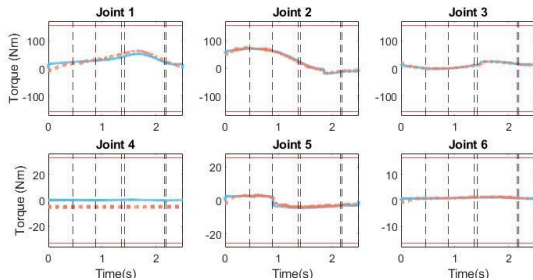 Joint 1 Joint 2 Joint 3
Torque (Nm) 100 0 -100 100 0 -100 100 0 -100
0 1 2 0 1 2 0 1 2
Joint 4 Joint 5 Joint 6
Torque (Nm) 20 0 -20 20 0 -20 10 0 -10
0 1 2 0 1 2 0 1 2
Time(s) Time(s) Time(s)